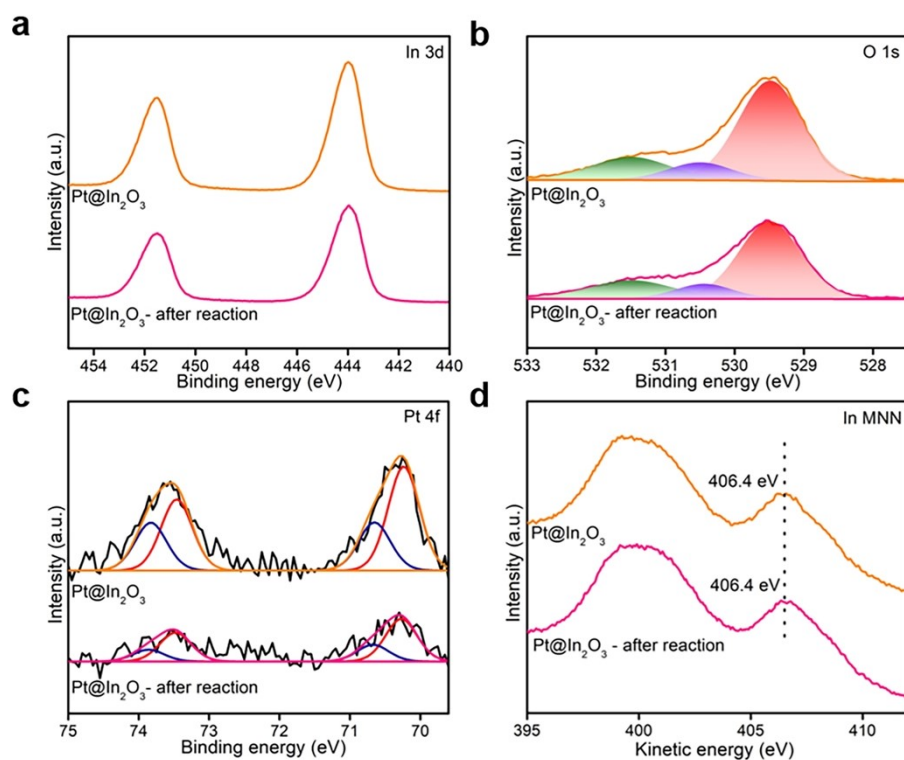 a
In 3d
Intensity (a.u.)
Pt@In₂O₃
Pt@In₂O₃- after reaction
454 452 450 448 446 444 442 440
Binding energy (eV)
b
O 1s
Intensity (a.u.)
Pt@In₂O₃
Pt@In₂O₃- after reaction
533 532 531 530 529 528
Binding energy (eV)
c
Pt 4f
Intensity (a.u.)
Pt@In₂O₃
Pt@In₂O₃- after reaction
75 74 73 72 71 70
Binding energy (eV)
d
In MNN
Intensity (a.u.)
406.4 eV
Pt@In₂O₃
406.4 eV
Pt@In₂O₃ - after reaction
395 400 405 410
Kinetic energy (eV)